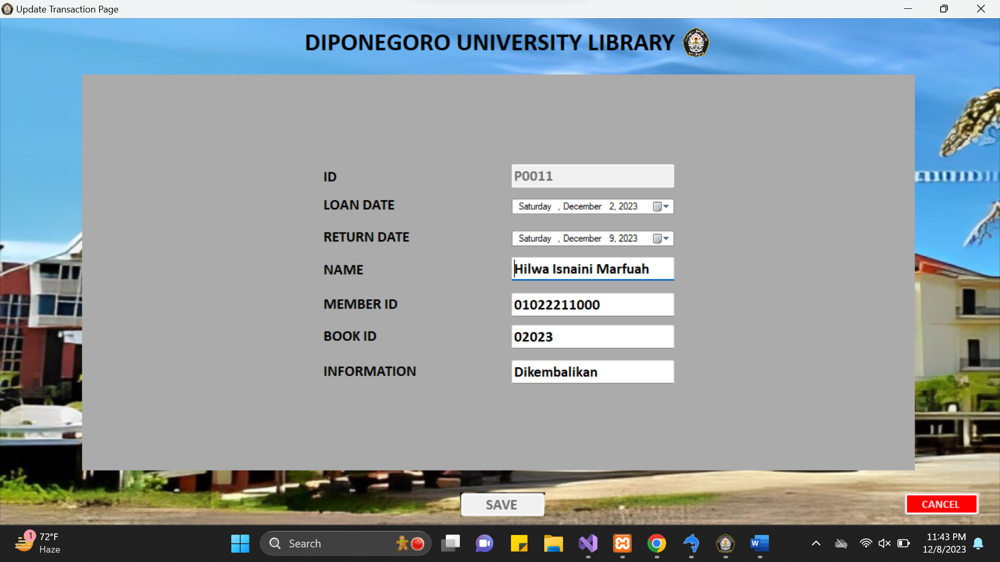 Update Transaction Page
DIPONEGORO UNIVERSITY LIBRARY
ID P0011
LOAN DATE Saturday , December 2, 2023
RETURN DATE Saturday , December 9, 2023
NAME Hilwa Isnaini Marfuah
MEMBER ID 01022211000
BOOK ID 02023
INFORMATION Dikembalikan
SAVE
CANCEL
1
72°F
Haze
Search
W
11:43 PM
12/8/2023